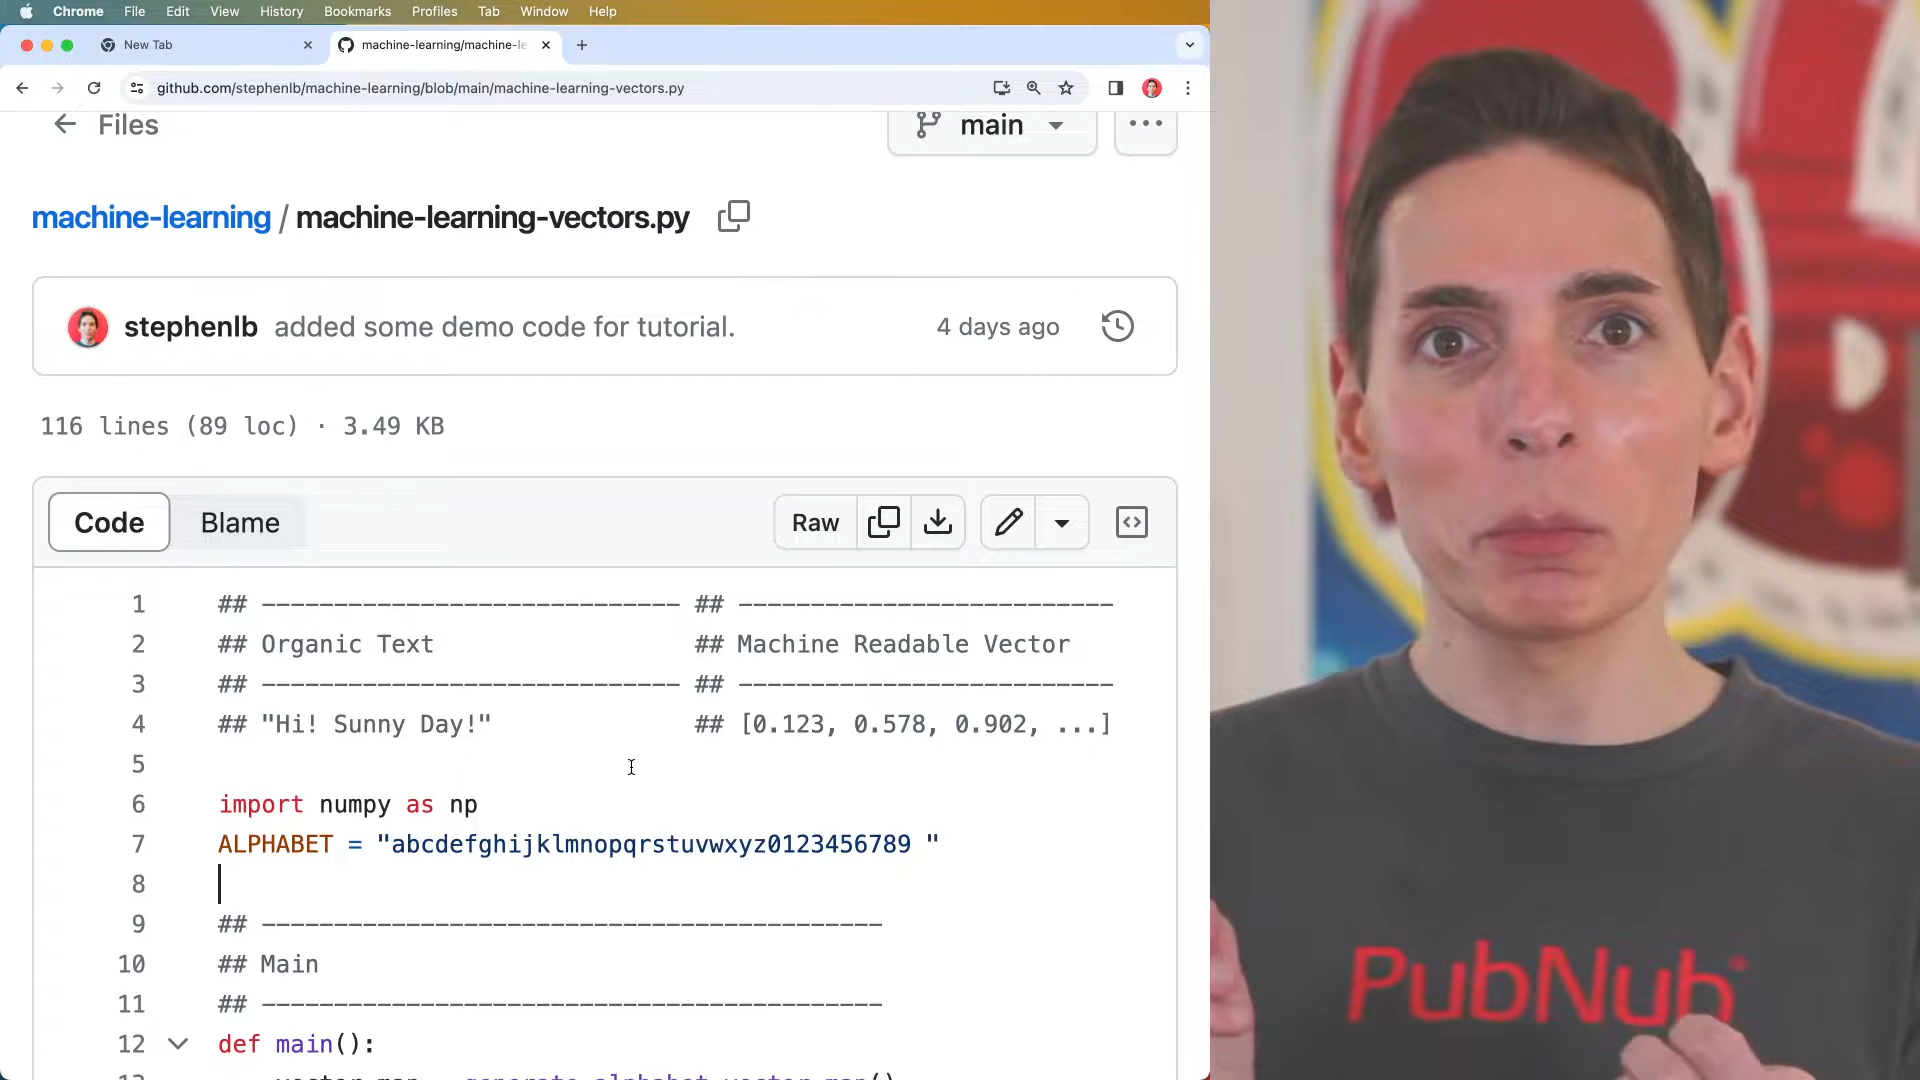 Chrome File Edit View History Bookmarks Profiles Tab Window Help
New Tab
machine-learning/machine-le
github.com/stephenlb/machine-learning/blob/main/machine-learning-vectors.py
Files
main
machine-learning / machine-learning-vectors.py
stephenlb added some demo code for tutorial. 4 days ago
116 lines (89 loc) · 3.49 KB
Code Blame Raw
1 ## ----------------------------- ## --------------------------
2 ## Organic Text ## Machine Readable Vector
3 ## ----------------------------- ## --------------------------
4 ## "Hi! Sunny Day!" ## [0.123, 0.578, 0.902, ...]
5
6 import numpy as np
7 ALPHABET = "abcdefghijklmnopqrstuvwxyz0123456789 "
8
9 ## -------------------------------------------
10 ## Main
11 ## -------------------------------------------
12 def main():
PubNub